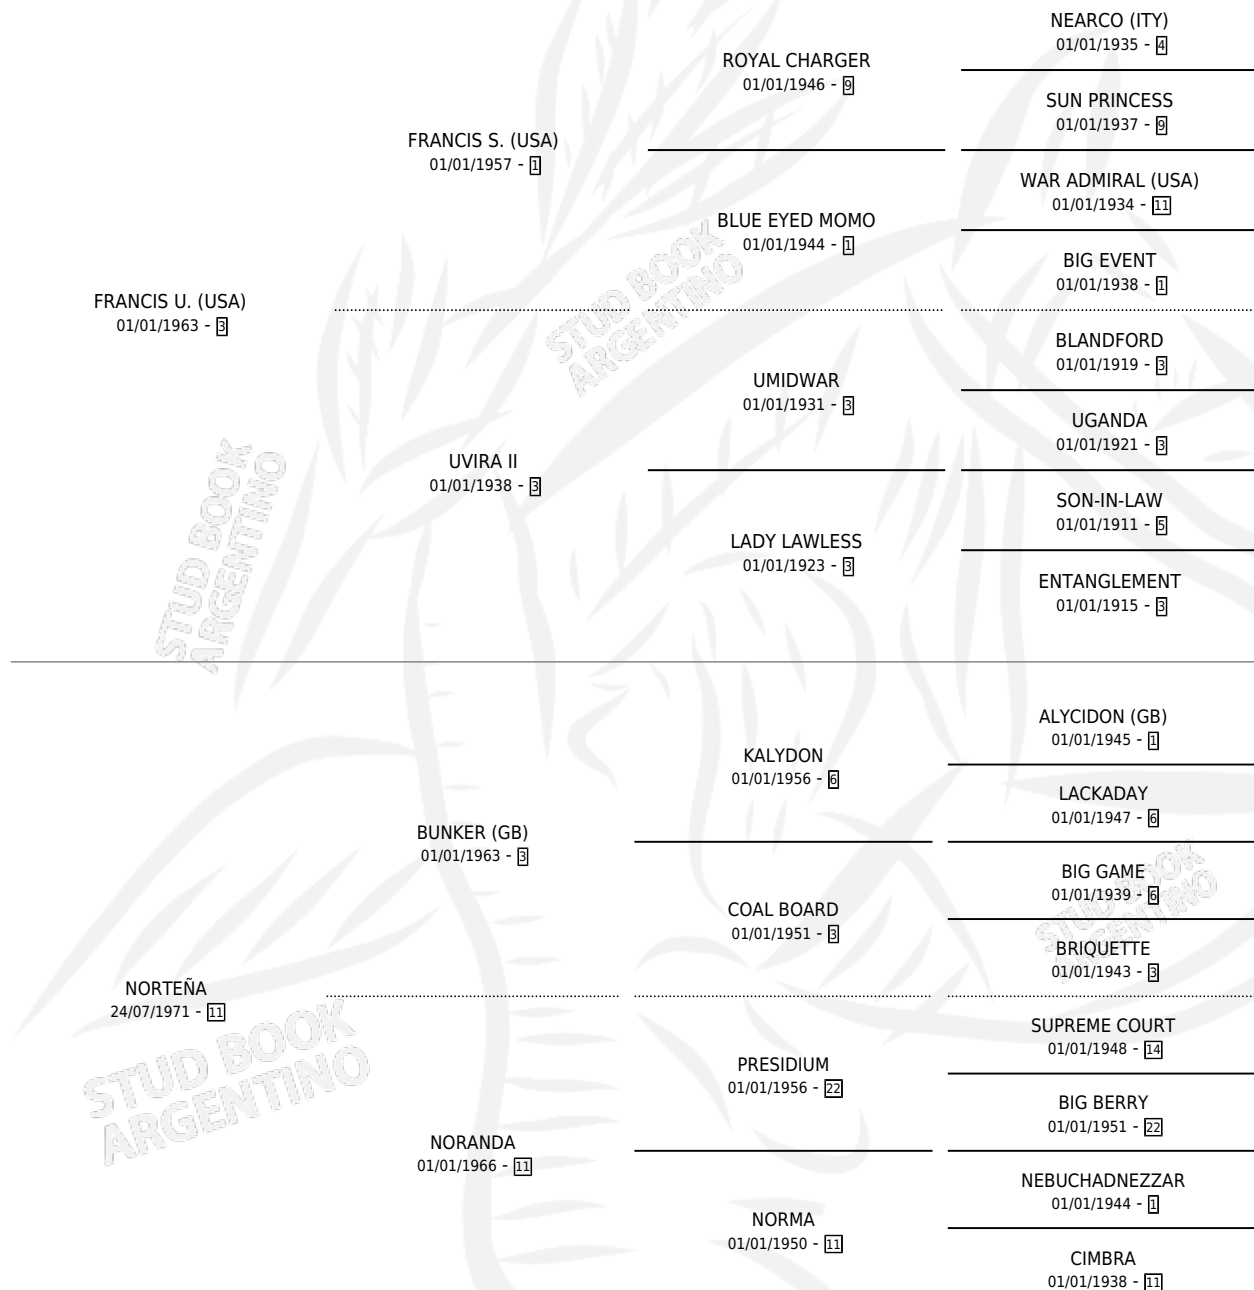 NEARCO (ITY)
01/01/1935 - 4
ROYAL CHARGER
01/01/1946 - 9
SUN PRINCESS
01/01/1937 - 9
FRANCIS S. (USA)
01/01/1957 - 1
WAR ADMIRAL (USA)
01/01/1934 - 11
BLUE EYED MOMO
01/01/1944 - 1
BIG EVENT
01/01/1938 - 1
FRANCIS U. (USA)
01/01/1963 - 3
BLANDFORD
01/01/1919 - 3
UMIDWAR
01/01/1931 - 3
UGANDA
01/01/1921 - 3
UVIRA II
01/01/1938 - 3
SON-IN-LAW
01/01/1911 - 5
LADY LAWLESS
01/01/1923 - 3
ENTANGLEMENT
01/01/1915 - 3
STUD BOOK
ARGENTINO
STUD BOOK
ARGENTINO
ALYCIDON (GB)
01/01/1945 - 1
KALYDON
01/01/1956 - 6
LACKADAY
01/01/1947 - 6
BUNKER (GB)
01/01/1963 - 3
BIG GAME
01/01/1939 - 6
COAL BOARD
01/01/1951 - 3
BRIQUETTE
01/01/1943 - 3
STUD BOOK
ARGENTINO
NORTEÑA
24/07/1971 - 11
SUPREME COURT
01/01/1948 - 14
PRESIDIUM
01/01/1956 - 22
BIG BERRY
01/01/1951 - 22
NORANDA
01/01/1966 - 11
NEBUCHADNEZZAR
01/01/1944 - 1
NORMA
01/01/1950 - 11
CIMBRA
01/01/1938 - 11
STUD BOOK
ARGENTINO